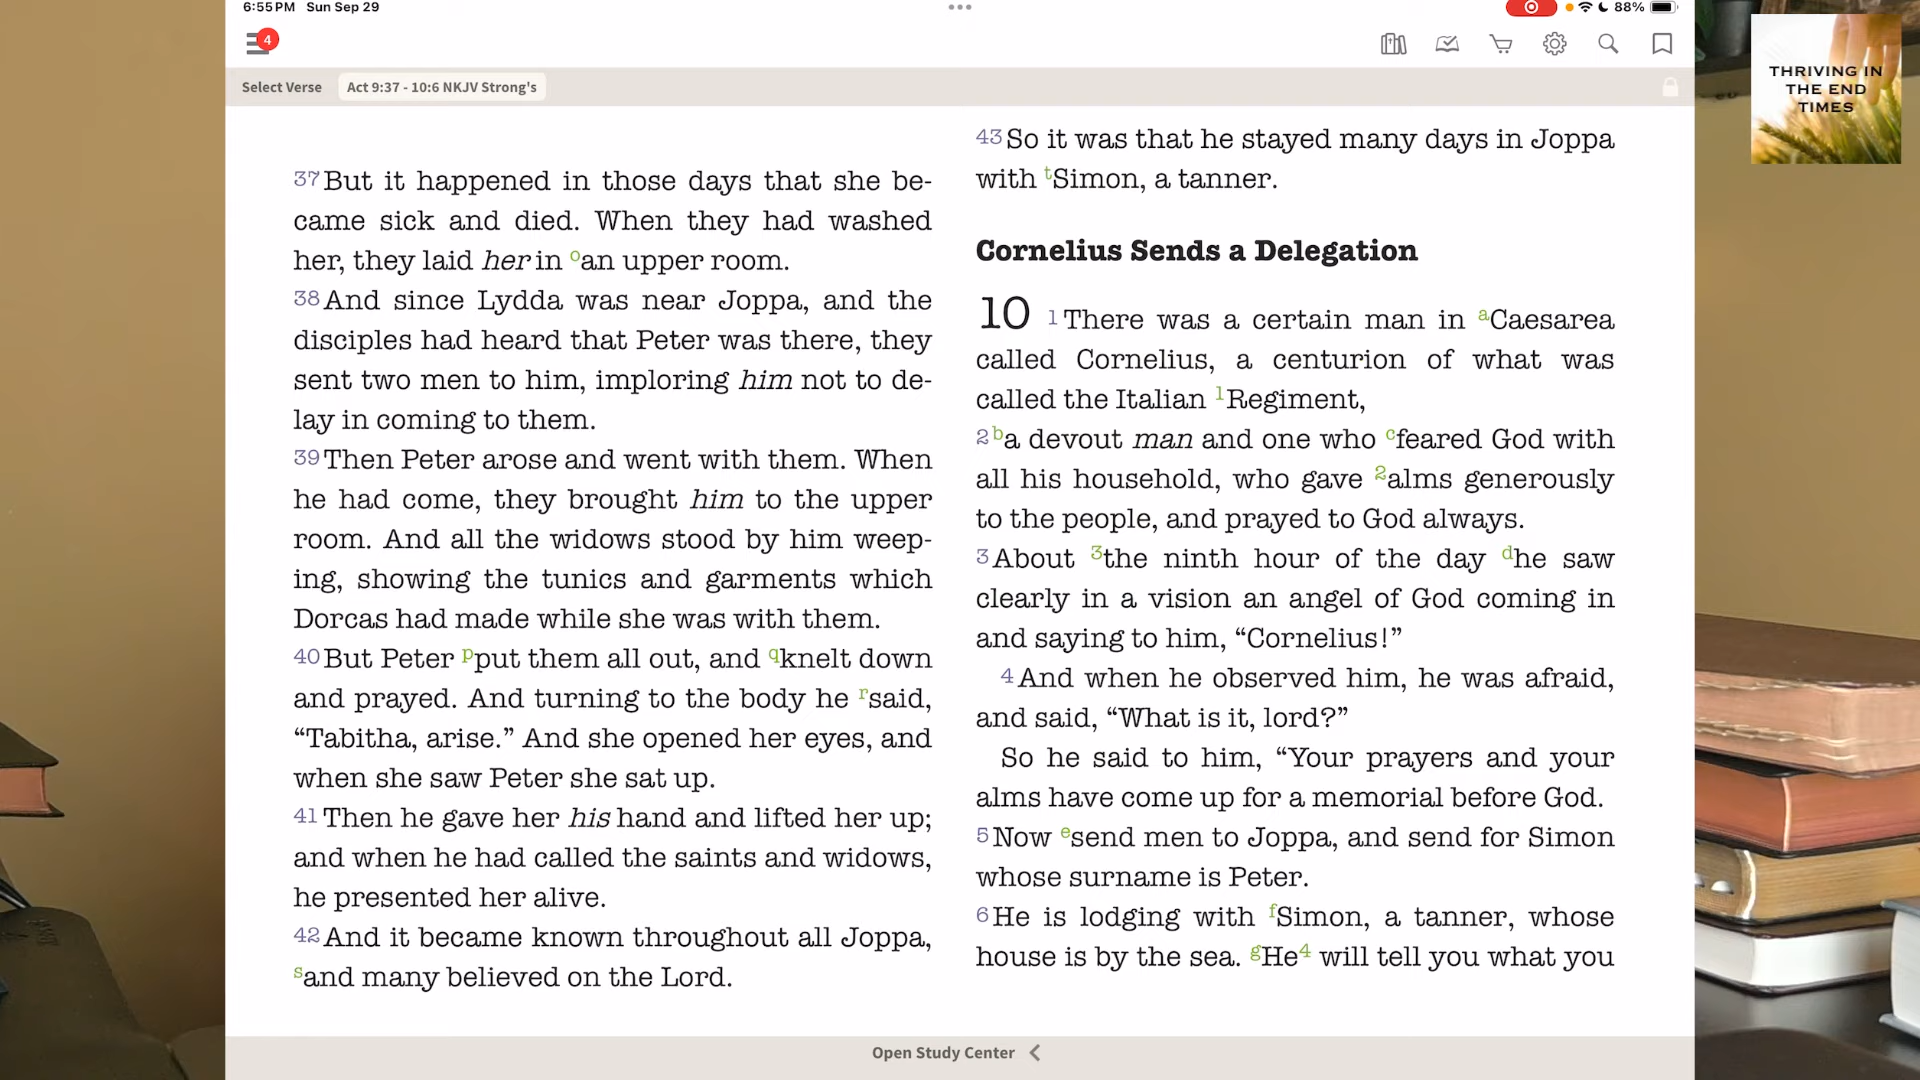 6:55PM Sun Sep 29
88%
4
Select Verse Act 9:37 - 10:6 NKJV Strong's
THRIVING IN
THE END
TIMES
37 But it happened in those days that she be-
came sick and died. When they had washed
her, they laid her in oan upper room.
38 And since Lydda was near Joppa, and the
disciples had heard that Peter was there, they
sent two men to him, imploring him not to de-
lay in coming to them.
39 Then Peter arose and went with them. When
he had come, they brought him to the upper
room. And all the widows stood by him weep-
ing, showing the tunics and garments which
Dorcas had made while she was with them.
40 But Peter pput them all out, and qknelt down
and prayed. And turning to the body he rsaid,
“Tabitha, arise.” And she opened her eyes, and
when she saw Peter she sat up.
41 Then he gave her his hand and lifted her up;
and when he had called the saints and widows,
he presented her alive.
42 And it became known throughout all Joppa,
sand many believed on the Lord.
43 So it was that he stayed many days in Joppa
with tSimon, a tanner.
Cornelius Sends a Delegation
10 1 There was a certain man in aCaesarea
called Cornelius, a centurion of what was
called the Italian 1Regiment,
2 ba devout man and one who cfeared God with
all his household, who gave 2alms generously
to the people, and prayed to God always.
3 About 3the ninth hour of the day dhe saw
clearly in a vision an angel of God coming in
and saying to him, “Cornelius!”
4 And when he observed him, he was afraid,
and said, “What is it, lord?”
So he said to him, “Your prayers and your
alms have come up for a memorial before God.
5 Now esend men to Joppa, and send for Simon
whose surname is Peter.
6 He is lodging with fSimon, a tanner, whose
house is by the sea. gHe4 will tell you what you
Open Study Center